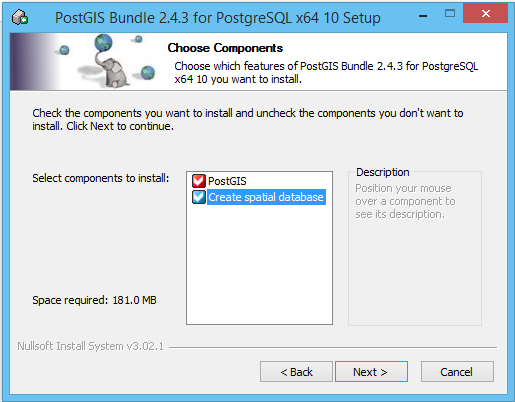 PostGIS Bundle 2.4.3 for PostgreSQL x64 10 Setup
Choose Components
Choose which features of PostGIS Bundle 2.4.3 for PostgreSQL
x64 10 you want to install.
Check the components you want to install and uncheck the components you don't want to
install. Click Next to continue.
Select components to install:
PostGIS
Create spatial database
Description
Position your mouse
over a component to
see its description.
Space required: 181.0 MB
Nullsoft Install System v3.02.1
< Back
Next >
Cancel